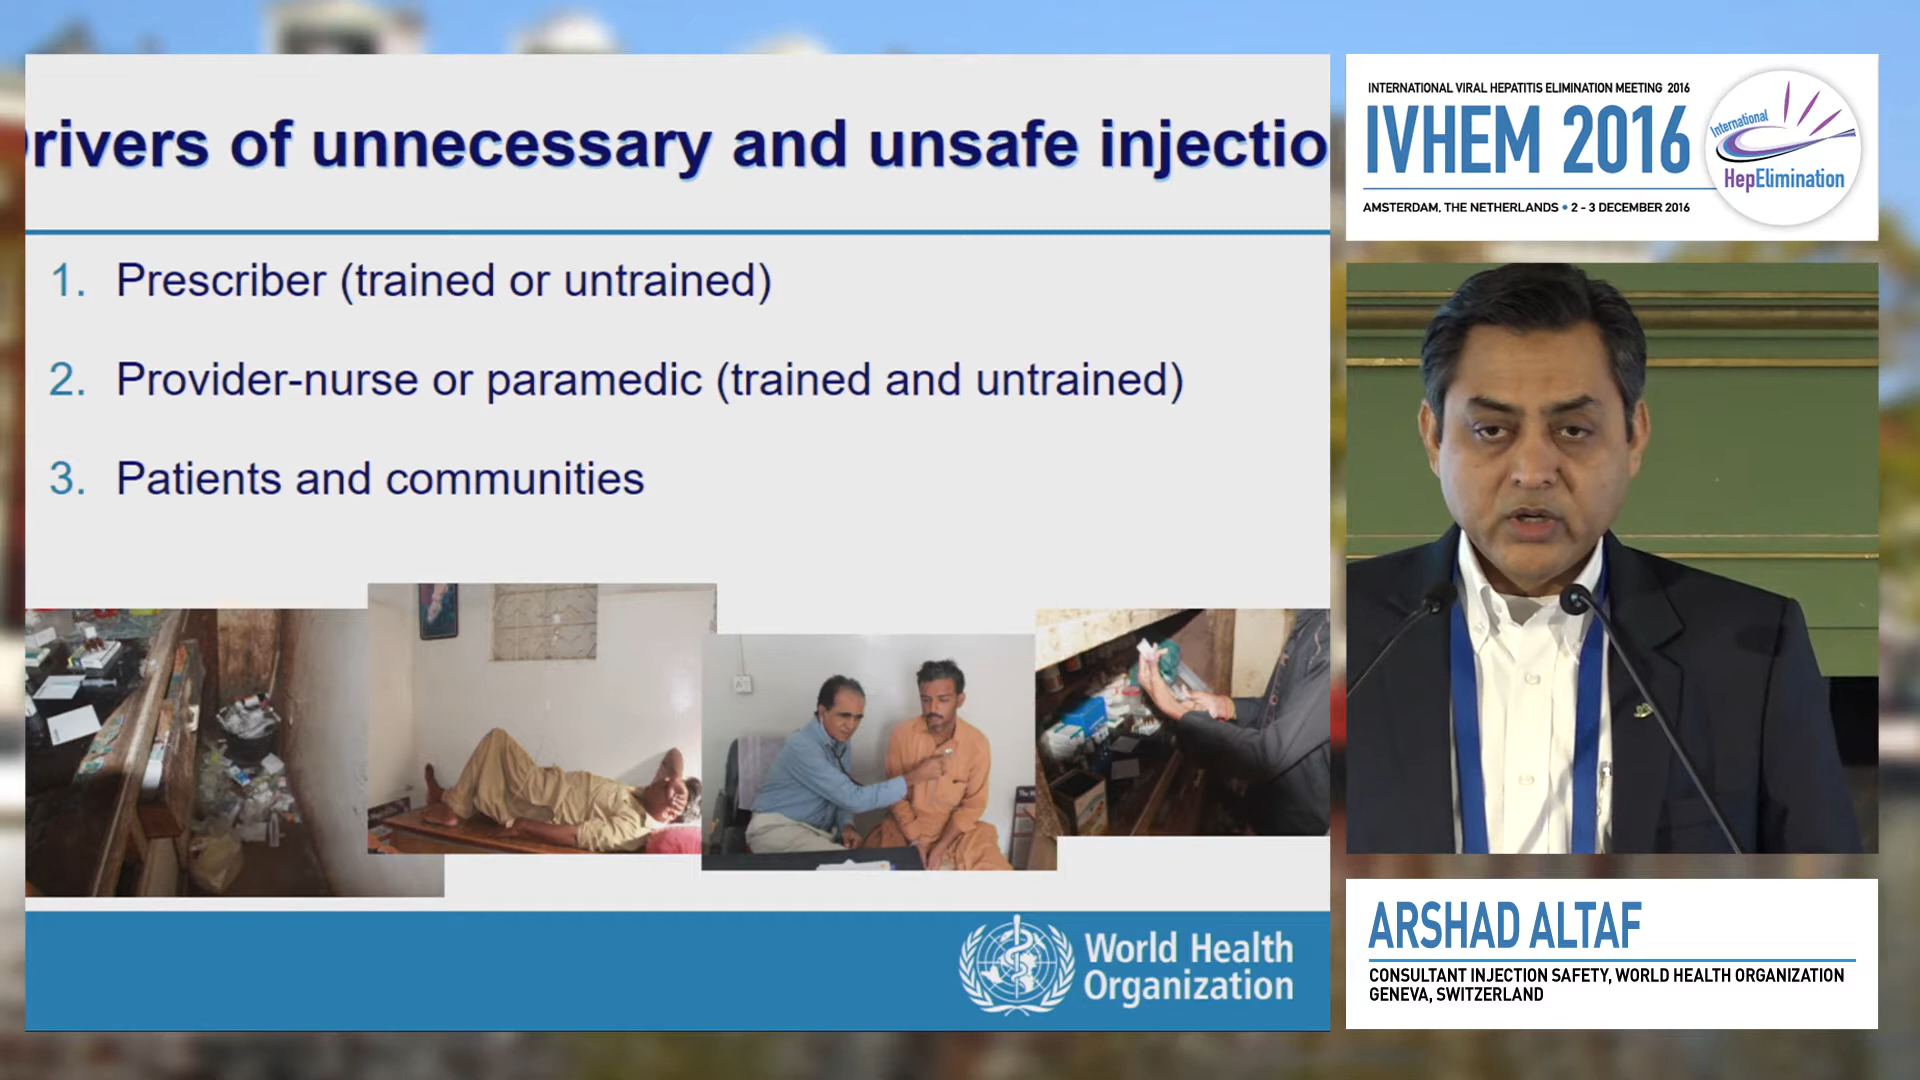 rivers of unnecessary and unsafe injectio
1. Prescriber (trained or untrained)
2. Provider-nurse or paramedic (trained and untrained)
3. Patients and communities
World Health
Organization
INTERNATIONAL VIRAL HEPATITIS ELIMINATION MEETING 2016
IVHEM 2016
AMSTERDAM, THE NETHERLANDS • 2 - 3 DECEMBER 2016
International
HepElimination
ARSHAD ALTAF
CONSULTANT INJECTION SAFETY, WORLD HEALTH ORGANIZATION
GENEVA, SWITZERLAND